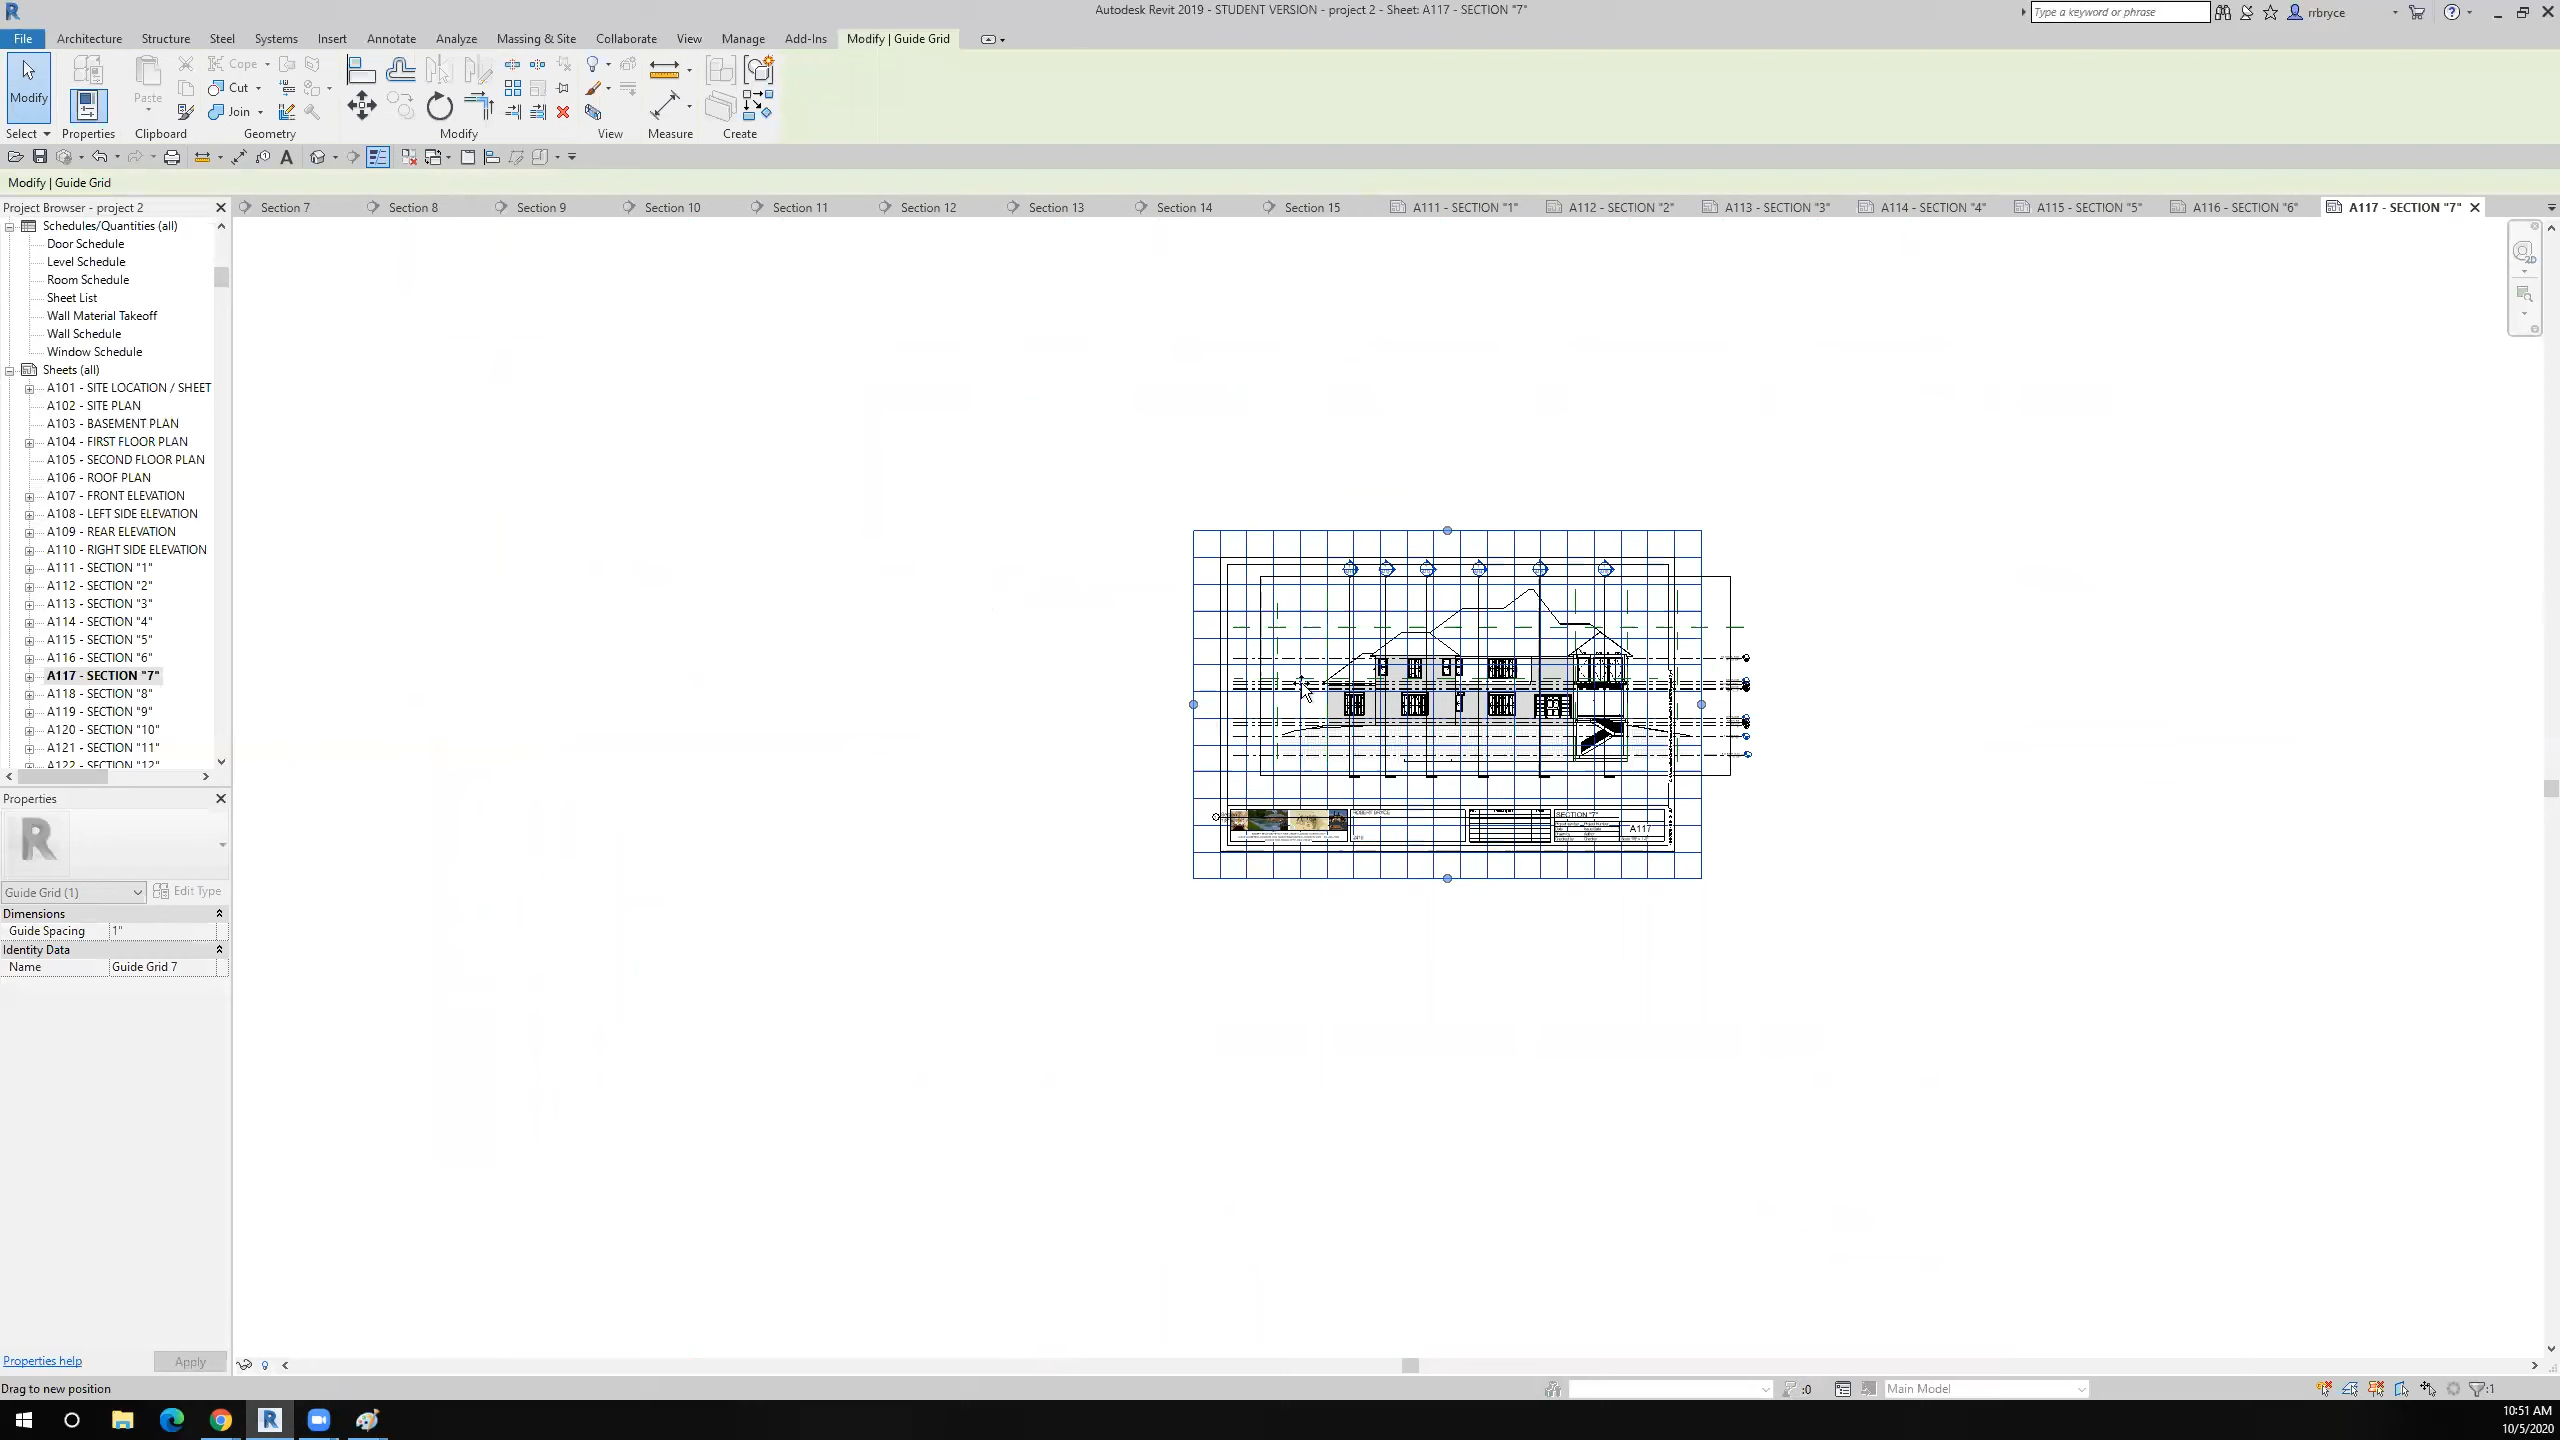 Autodesk Revit 2019 - STUDENT VERSION - project 2 - Sheet: A117 - SECTION "7"
Type a keyword or phrase
rrbryce
File
Architecture
Structure
Steel
Systems
Insert
Annotate
Analyze
Massing & Site
Collaborate
View
Manage
Add-Ins
Modify | Guide Grid
Modify
Paste
Cope
Cut
Join
Select
Properties
Clipboard
Geometry
Modify
View
Measure
Create
Modify | Guide Grid
Project Browser - project 2
Section 7
Section 8
Section 9
Section 10
Section 11
Section 12
Section 13
Section 14
Section 15
A111 - SECTION "1"
A112 - SECTION "2"
A113 - SECTION "3"
A114 - SECTION "4"
A115 - SECTION "5"
A116 - SECTION "6"
A117 - SECTION "7"
Schedules/Quantities (all)
Door Schedule
Level Schedule
Room Schedule
Sheet List
Wall Material Takeoff
Wall Schedule
Window Schedule
Sheets (all)
A101 - SITE LOCATION / SHEET
A102 - SITE PLAN
A103 - BASEMENT PLAN
A104 - FIRST FLOOR PLAN
A105 - SECOND FLOOR PLAN
A106 - ROOF PLAN
A107 - FRONT ELEVATION
A108 - LEFT SIDE ELEVATION
A109 - REAR ELEVATION
A110 - RIGHT SIDE ELEVATION
A111 - SECTION "1"
A112 - SECTION "2"
A113 - SECTION "3"
A114 - SECTION "4"
A115 - SECTION "5"
A116 - SECTION "6"
A117 - SECTION "7"
A118 - SECTION "8"
A119 - SECTION "9"
A120 - SECTION "10"
A121 - SECTION "11"
A122 - SECTION "12"
Properties
R
Guide Grid (1)
Edit Type
Dimensions
Guide Spacing 1"
Identity Data
Name Guide Grid 7
SECTION "7"
A117
Properties help
Apply
Drag to new position
:0
Main Model
:1
10:51 AM
10/5/2020